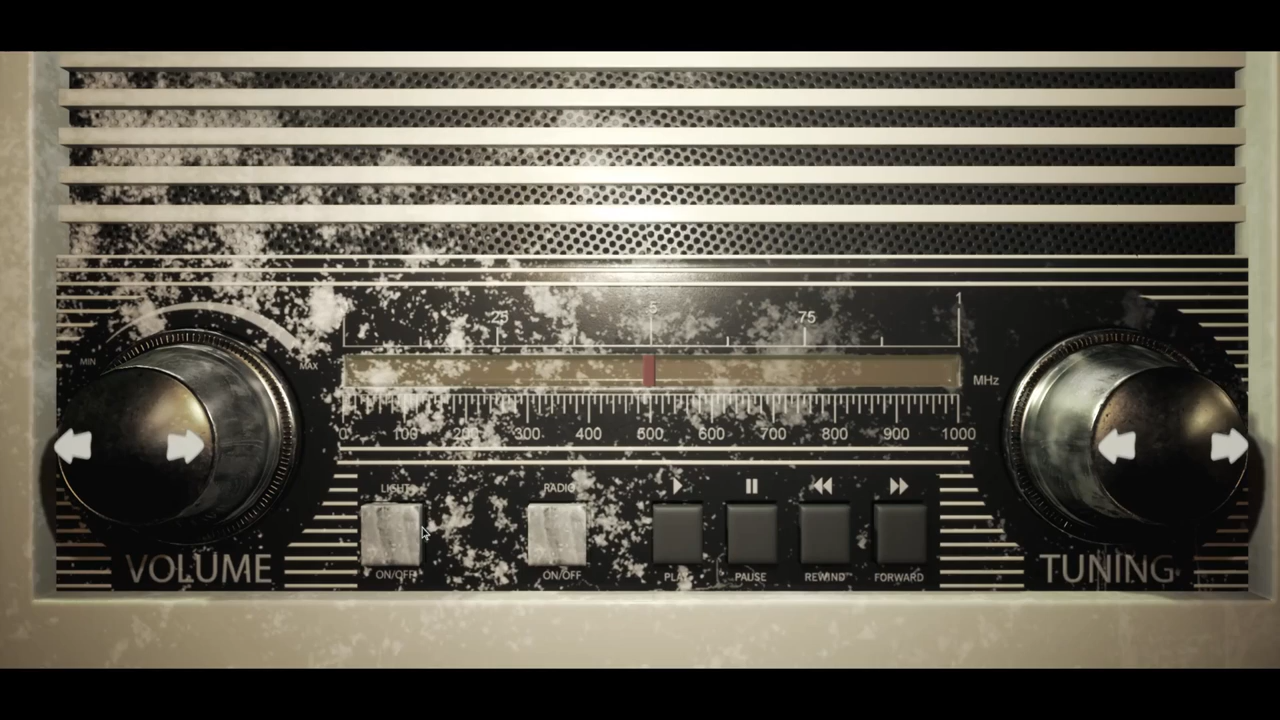 25 5 75 1
MIN MAX
MHz
0 100 200 300 400 500 600 700 800 900 1000
LIGHTS RADIO
ON/OFF ON/OFF PLAY PAUSE REWIND FORWARD
VOLUME TUNING